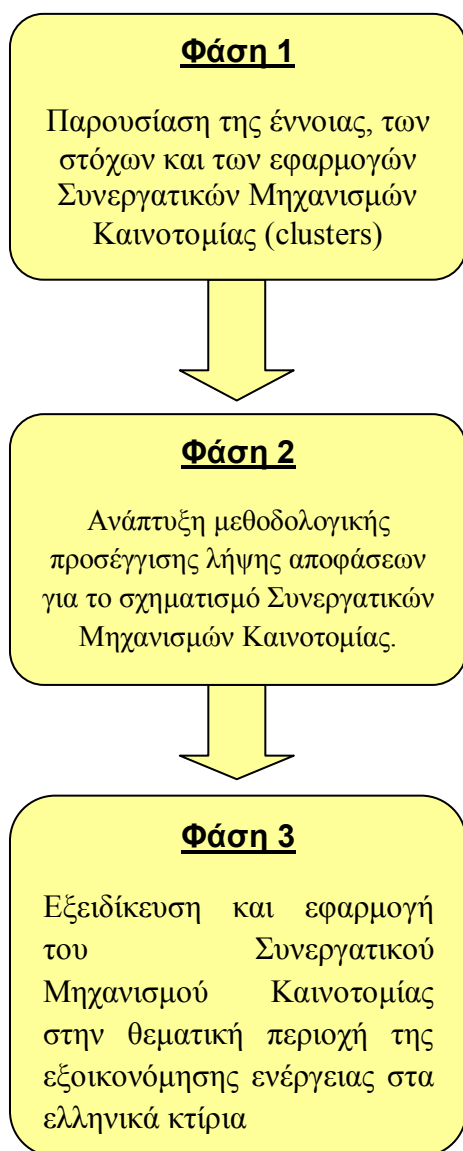 Φάση 1
Παρουσίαση της έννοιας, των
στόχων και των εφαρμογών
Συνεργατικών Μηχανισμών
Καινοτομίας (clusters)
Φάση 2
Ανάπτυξη μεθοδολογικής
προσέγγισης λήψης αποφάσεων
για το σχηματισμό Συνεργατικών
Μηχανισμών Καινοτομίας.
Φάση 3
Εξειδίκευση και εφαρμογή
του Συνεργατικού
Μηχανισμού Καινοτομίας
στην θεματική περιοχή της
εξοικονόμησης ενέργειας στα
ελληνικά κτίρια